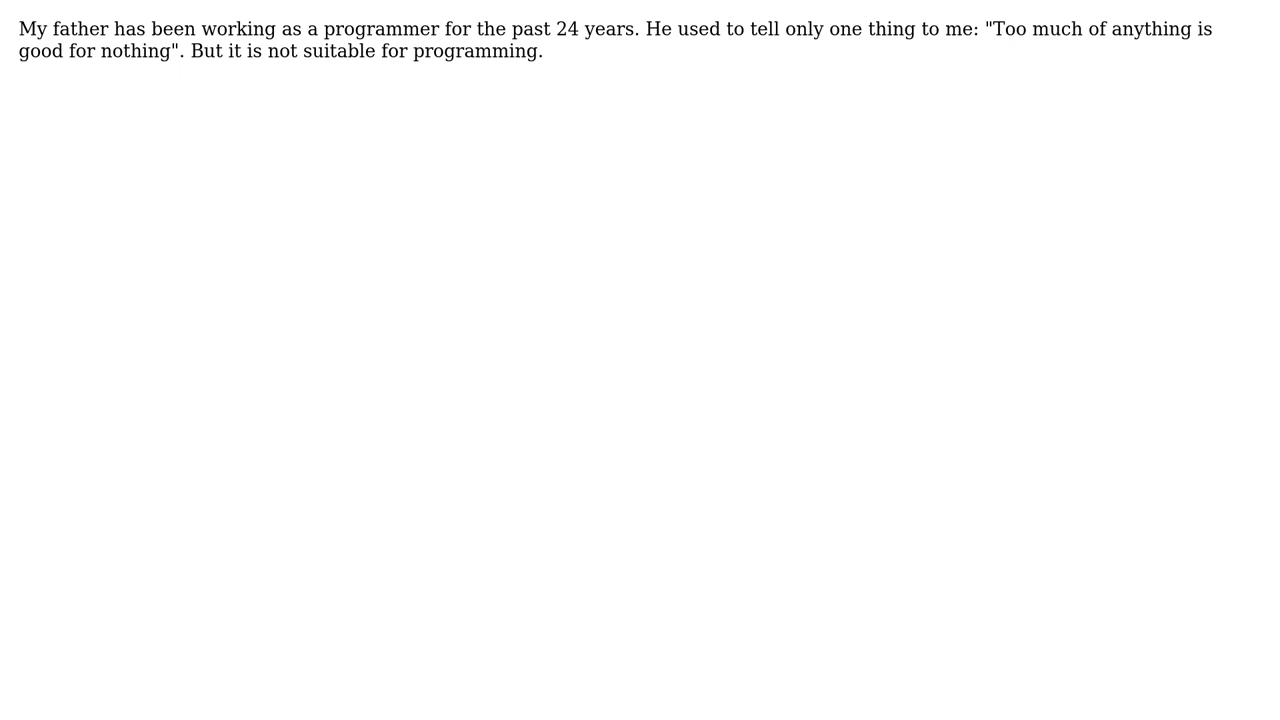 My father has been working as a programmer for the past 24 years. He used to tell only one thing to me: "Too much of anything is
good for nothing". But it is not suitable for programming.